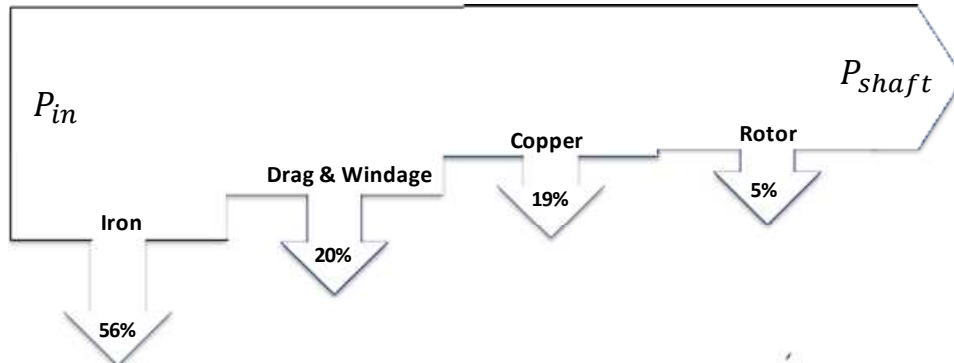 P_in
P_shaft
Iron
56%
Drag & Windage
20%
Copper
19%
Rotor
5%